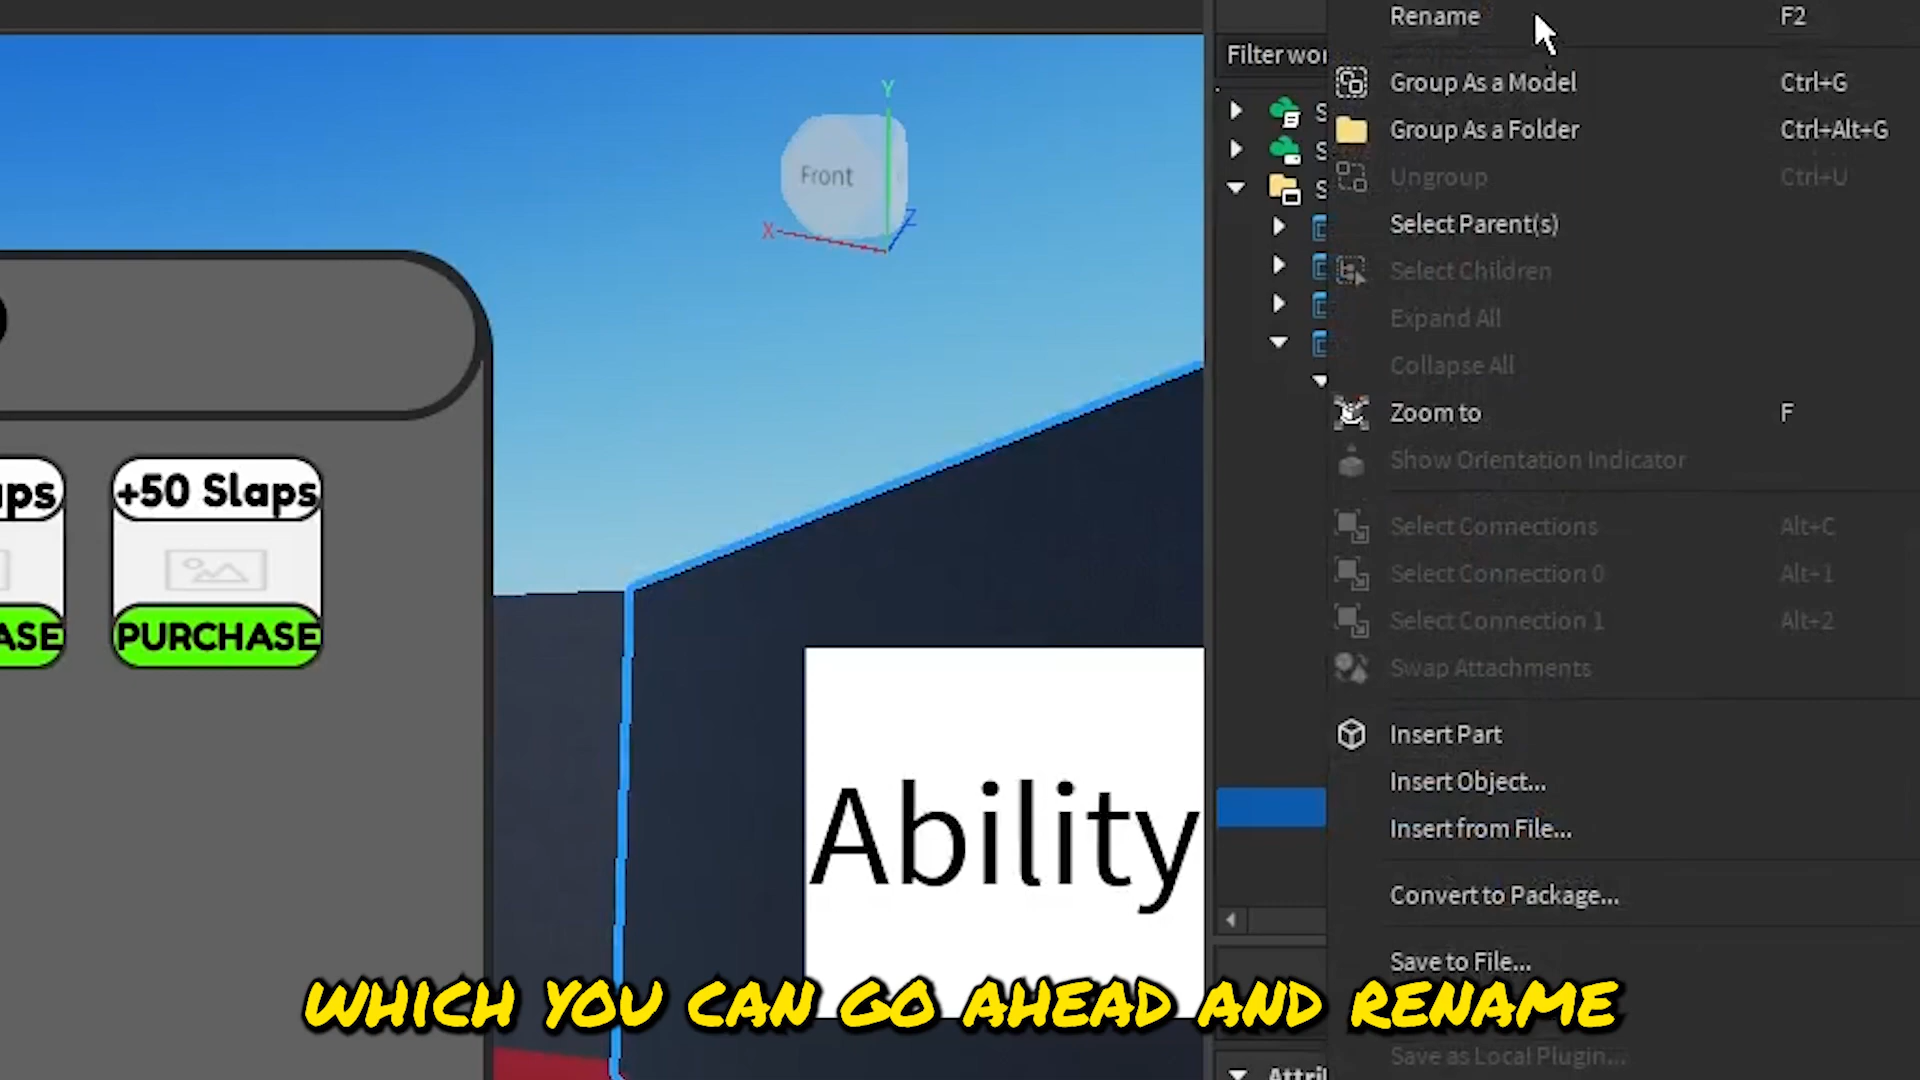 Rename F2
Filter wor
Group As a Model Ctrl+G
Group As a Folder Ctrl+Alt+G
Ungroup Ctrl+U
Select Parent(s)
Select Children
Expand All
Collapse All
Zoom to F
Show Orientation Indicator
Select Connections Alt+C
Select Connection 0 Alt+1
Select Connection 1 Alt+2
Swap Attachments
Insert Part
Insert Object...
Insert from File...
Convert to Package...
Save to File...
Save as Local Plugin...
S
S
S
Y
Front
X
Z
aps
+50 Slaps
ASE
PURCHASE
Ability
WHICH YOU CAN GO AHEAD AND RENAME
Attri